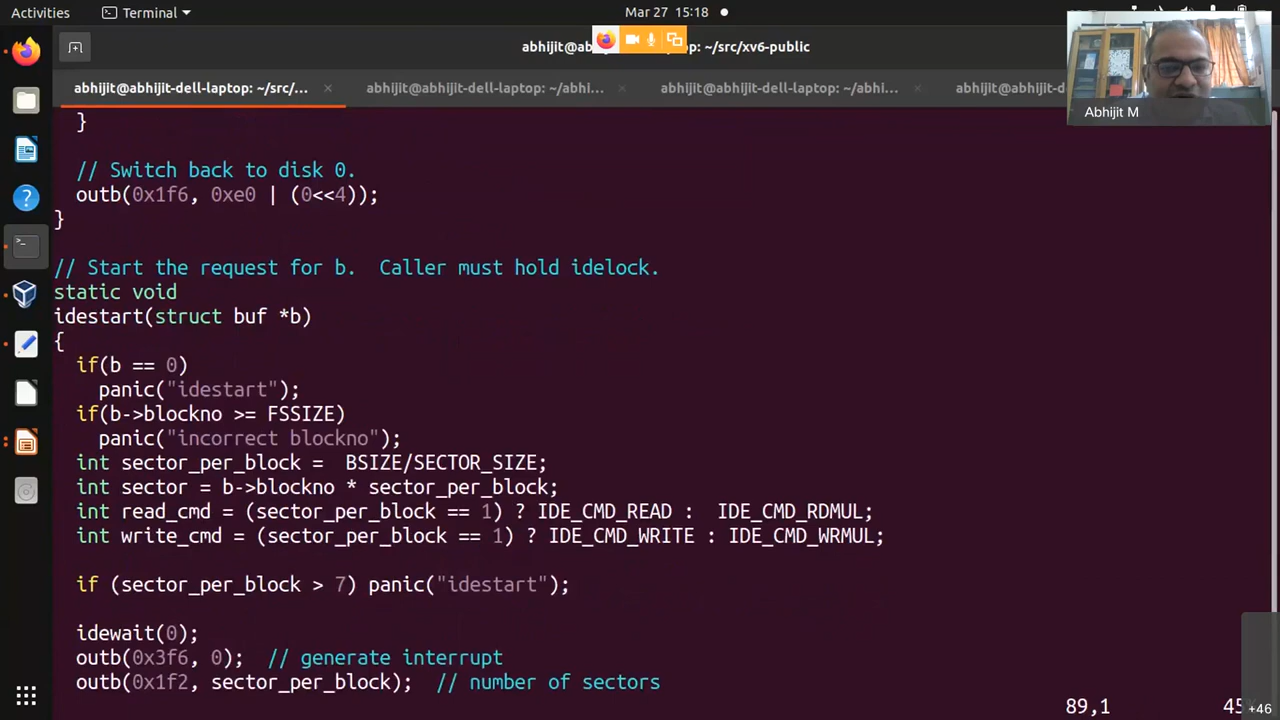 Activities
Terminal
Mar 27 15:18
abhijit@ab
op: ~/src/xv6-public
Abhijit M
abhijit@abhijit-dell-laptop: ~/src/... ×
abhijit@abhijit-dell-laptop: ~/abhi... ×
abhijit@abhijit-dell-laptop: ~/abhi... ×
abhijit@abhijit-dell-l
}
// Switch back to disk 0.
outb(0x1f6, 0xe0 | (0<<4));
}
// Start the request for b.  Caller must hold idelock.
static void
idestart(struct buf *b)
{
if(b == 0)
panic("idestart");
if(b->blockno >= FSSIZE)
panic("incorrect blockno");
int sector_per_block =  BSIZE/SECTOR_SIZE;
int sector = b->blockno * sector_per_block;
int read_cmd = (sector_per_block == 1) ? IDE_CMD_READ :  IDE_CMD_RDMUL;
int write_cmd = (sector_per_block == 1) ? IDE_CMD_WRITE : IDE_CMD_WRMUL;
if (sector_per_block > 7) panic("idestart");
idewait(0);
outb(0x3f6, 0);  // generate interrupt
outb(0x1f2, sector_per_block);  // number of sectors
89,1
45%
+46